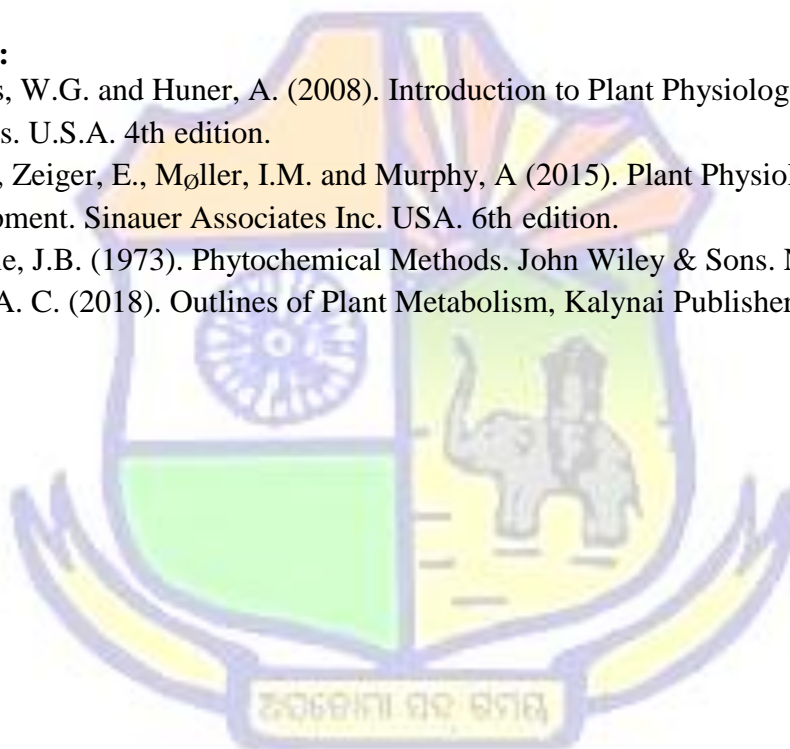 :
s, W.G. and Huner, A. (2008). Introduction to Plant Physiolog
s. U.S.A. 4th edition.
, Zeiger, E., Møller, I.M. and Murphy, A (2015). Plant Physiol
pment. Sinauer Associates Inc. USA. 6th edition.
e, J.B. (1973). Phytochemical Methods. John Wiley & Sons. N
A. C. (2018). Outlines of Plant Metabolism, Kalynai Publisher